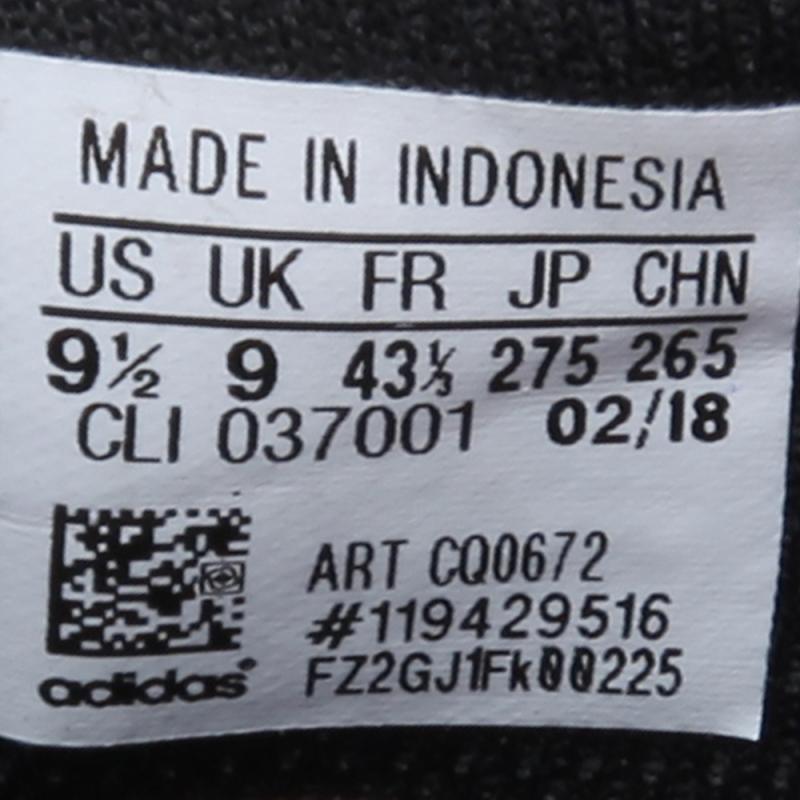 MADE IN INDONESIA
US UK FR JP CHN
9½ 9 43⅓ 275 265
CLI 037001 02/18
ART CQ0672
#119429516
FZ2GJ1Fk00225
adidas®